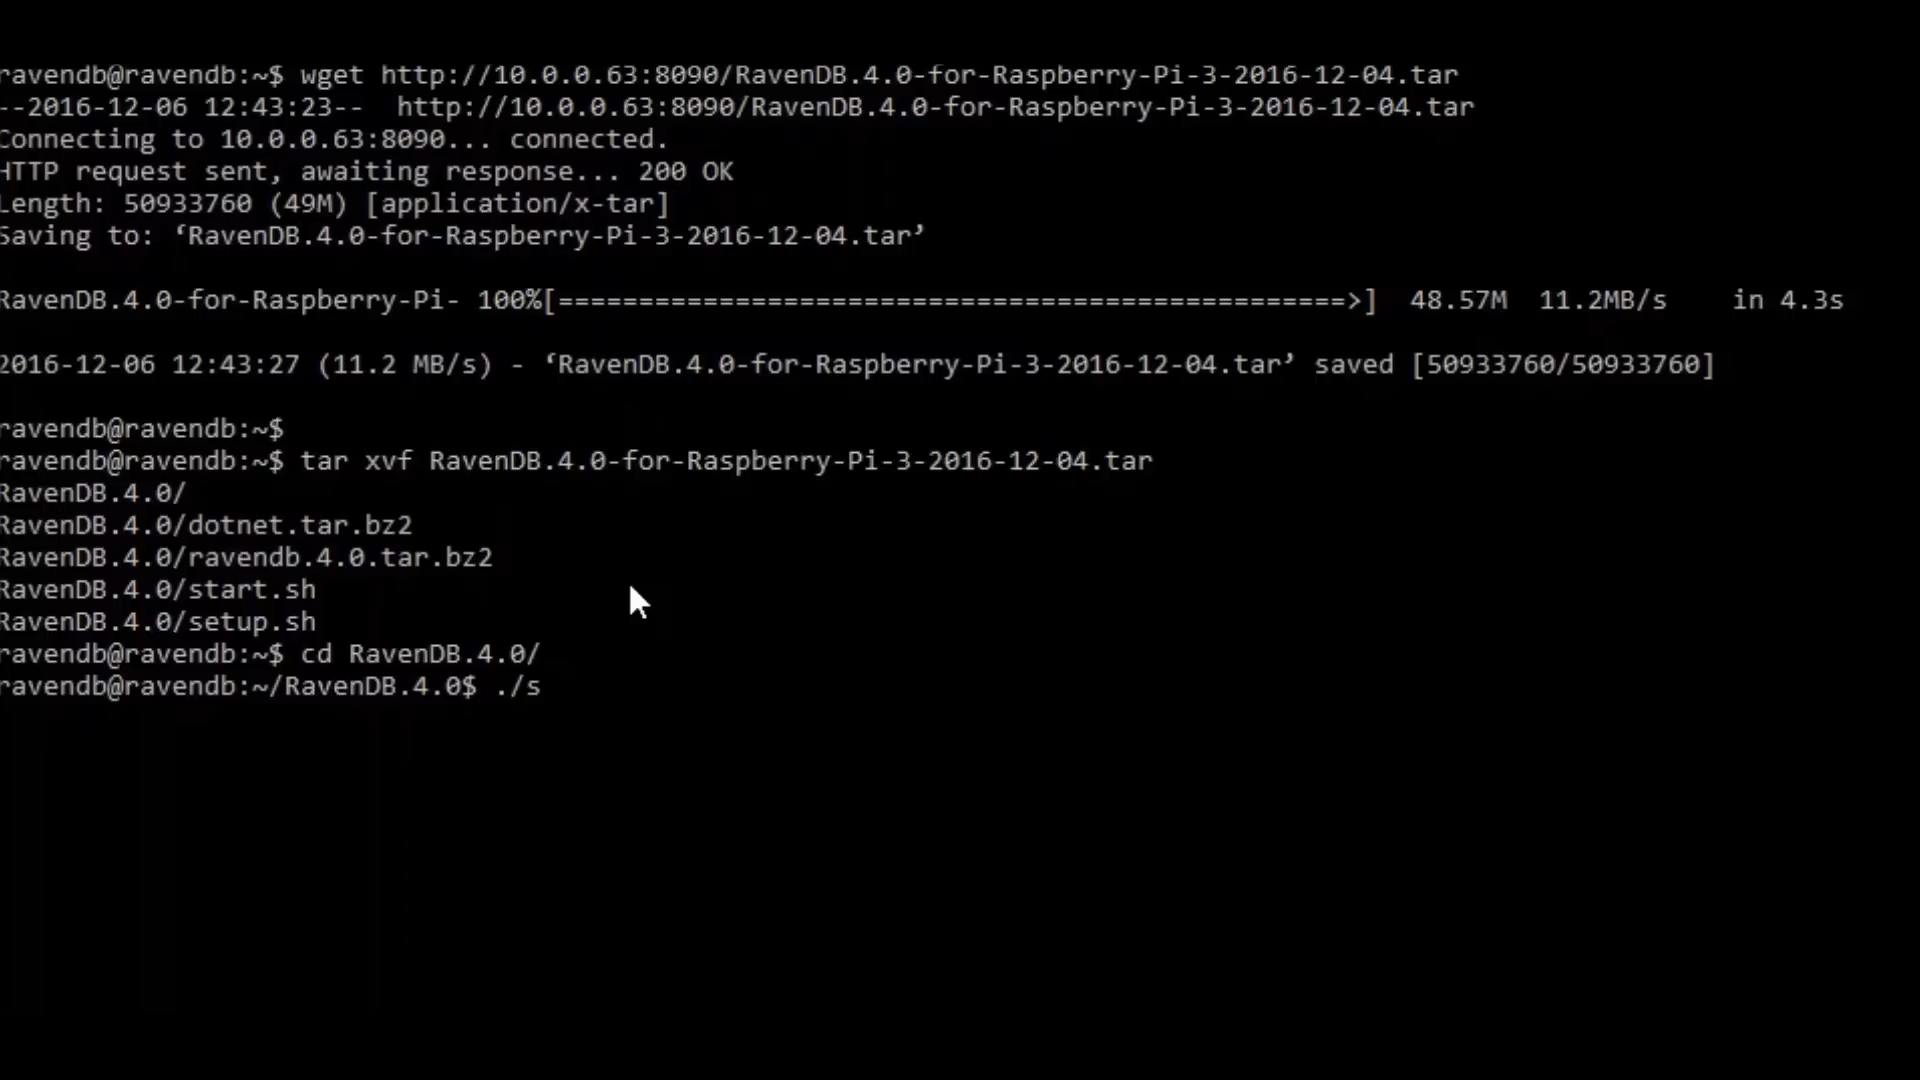 ravendb@ravendb:~$ wget http://10.0.0.63:8090/RavenDB.4.0-for-Raspberry-Pi-3-2016-12-04.tar
--2016-12-06 12:43:23--  http://10.0.0.63:8090/RavenDB.4.0-for-Raspberry-Pi-3-2016-12-04.tar
Connecting to 10.0.0.63:8090... connected.
HTTP request sent, awaiting response... 200 OK
Length: 50933760 (49M) [application/x-tar]
Saving to: ‘RavenDB.4.0-for-Raspberry-Pi-3-2016-12-04.tar’
RavenDB.4.0-for-Raspberry-Pi- 100%[=================================================>]  48.57M  11.2MB/s    in 4.3s
2016-12-06 12:43:27 (11.2 MB/s) - ‘RavenDB.4.0-for-Raspberry-Pi-3-2016-12-04.tar’ saved [50933760/50933760]
ravendb@ravendb:~$
ravendb@ravendb:~$ tar xvf RavenDB.4.0-for-Raspberry-Pi-3-2016-12-04.tar
RavenDB.4.0/
RavenDB.4.0/dotnet.tar.bz2
RavenDB.4.0/ravendb.4.0.tar.bz2
RavenDB.4.0/start.sh
RavenDB.4.0/setup.sh
ravendb@ravendb:~$ cd RavenDB.4.0/
ravendb@ravendb:~/RavenDB.4.0$ ./s